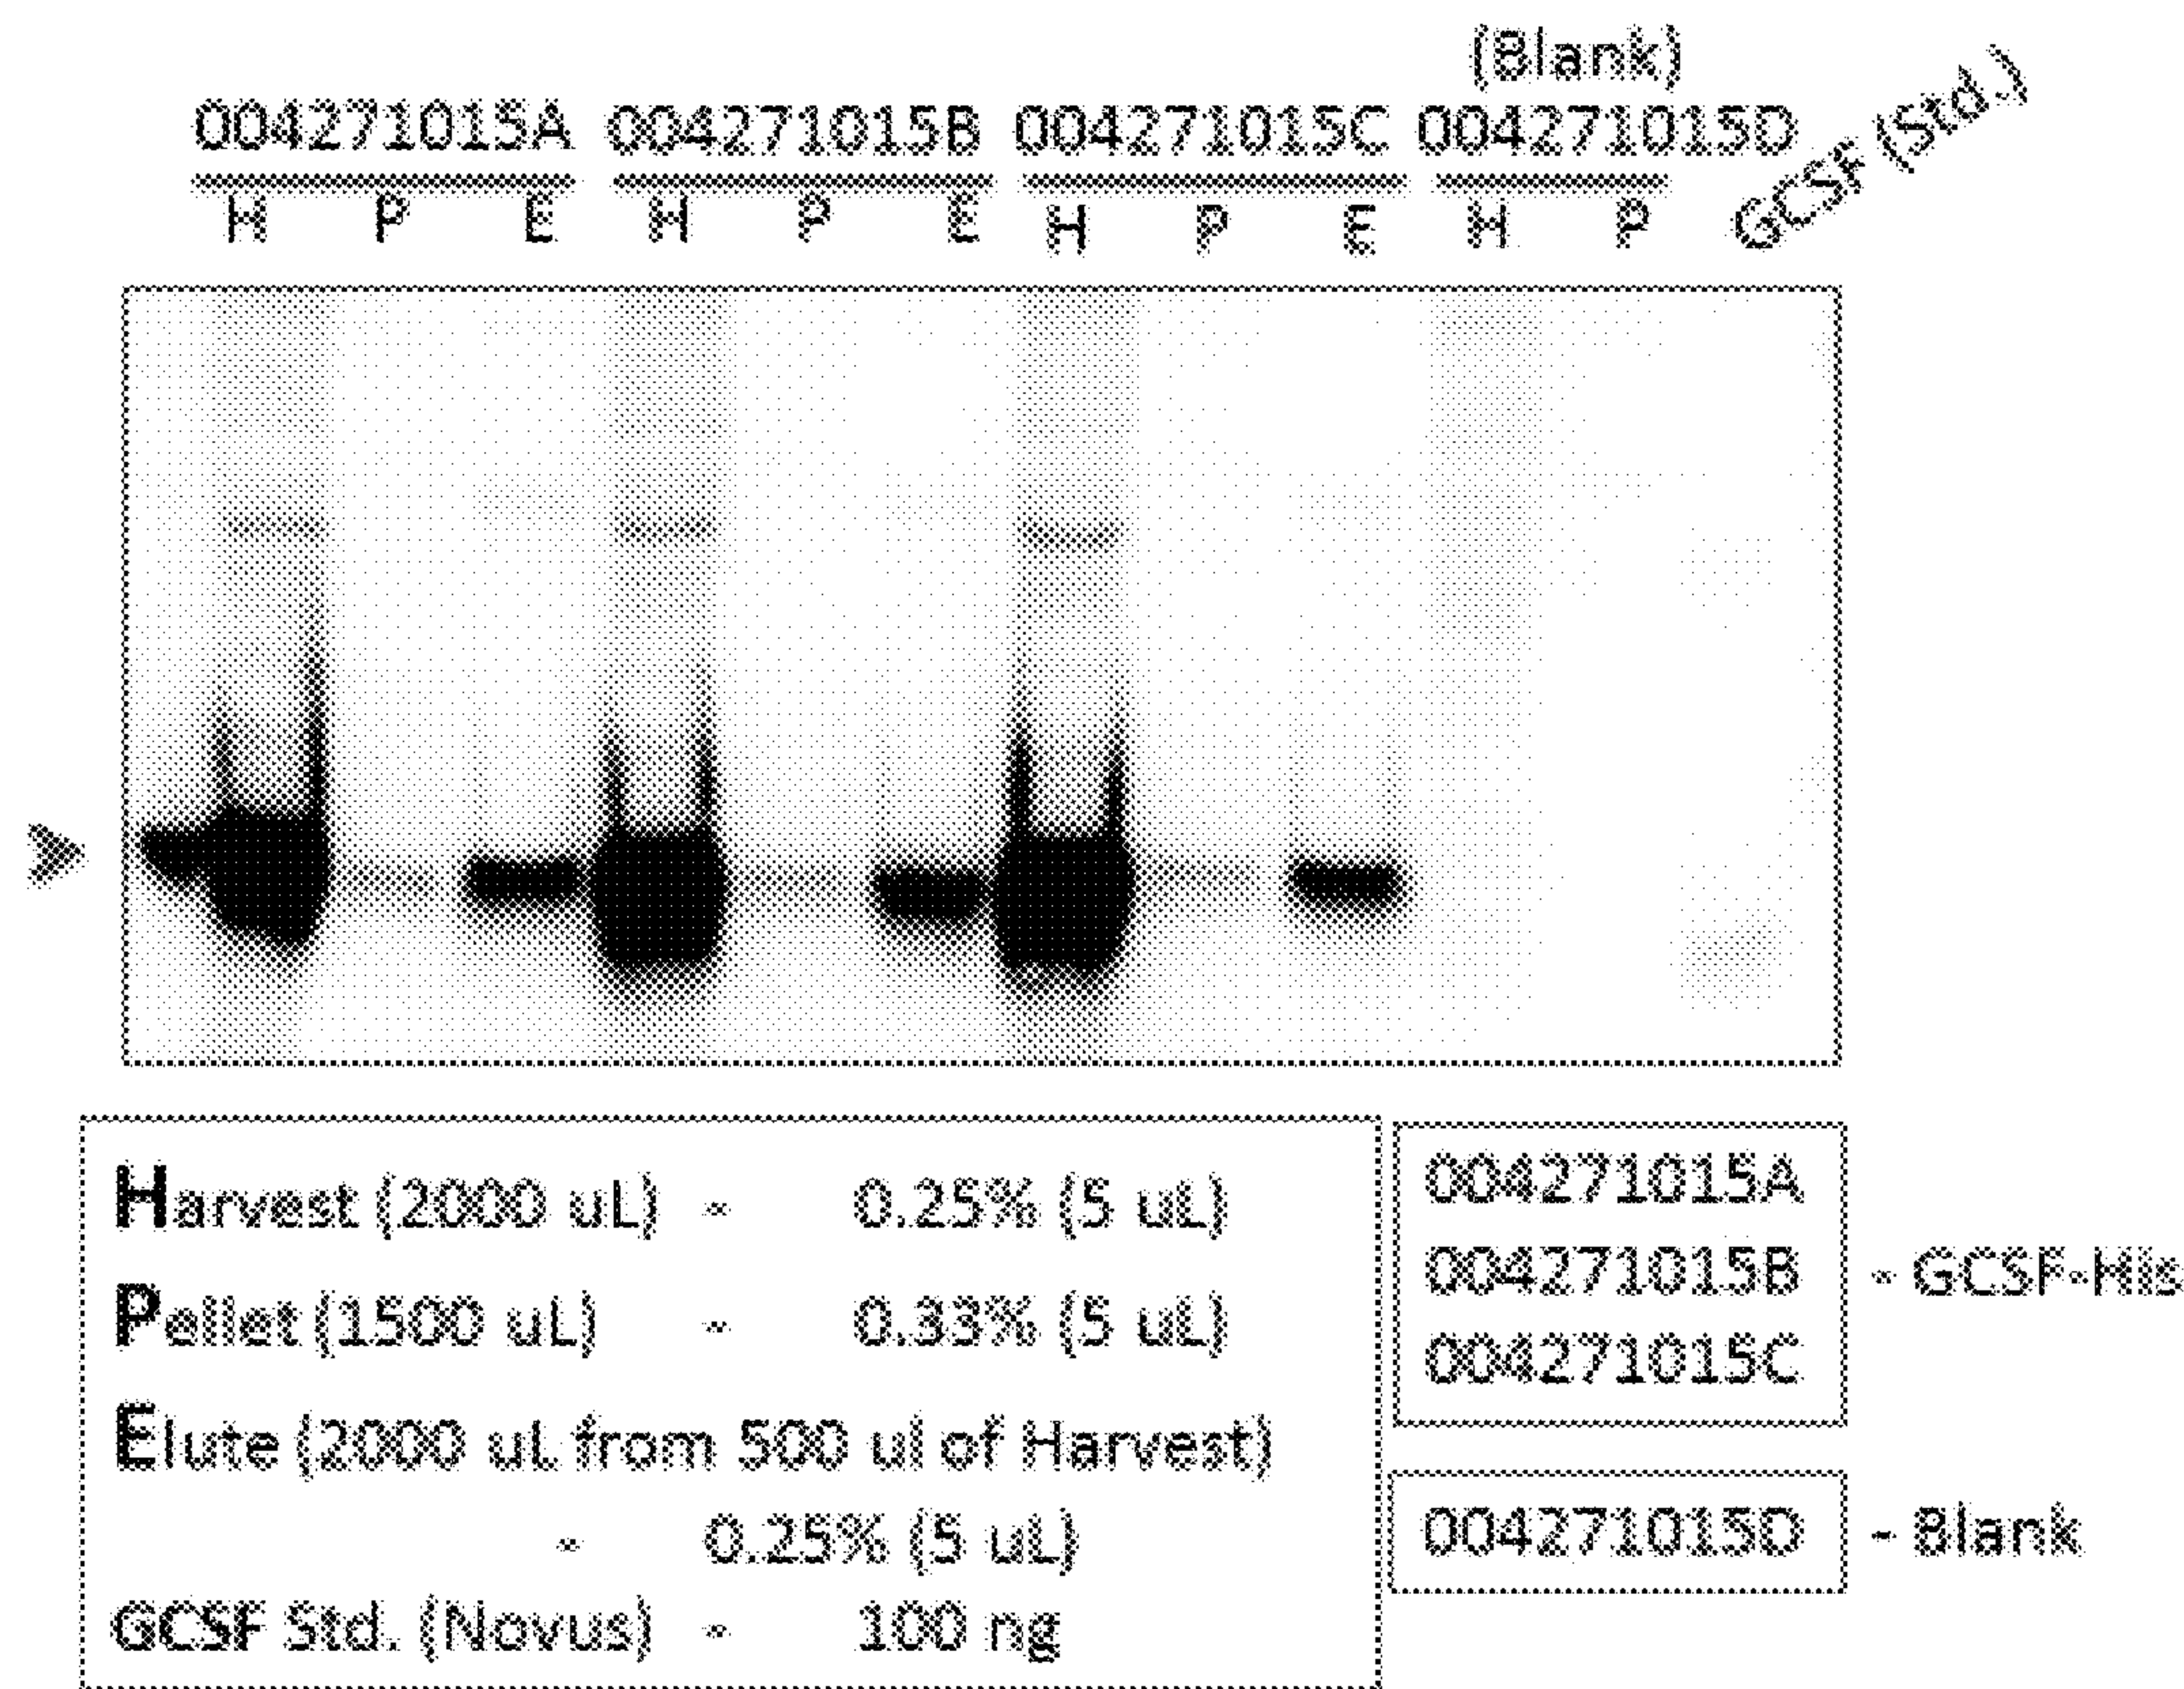 (Blank)
004271015A 004271015B 004271015C 004271015D GCSF (Std.)
H P E H P E H P E H P
Harvest (2000 uL) - 0.25% (5 uL)
Pellet (1500 uL) - 0.33% (5 uL)
Elute (2000 uL from 500 ul of Harvest)
- 0.25% (5 uL)
GCSF Std. (Novus) - 100 ng
004271015A
004271015B
004271015C
- GCSF-His
004271015D
- Blank